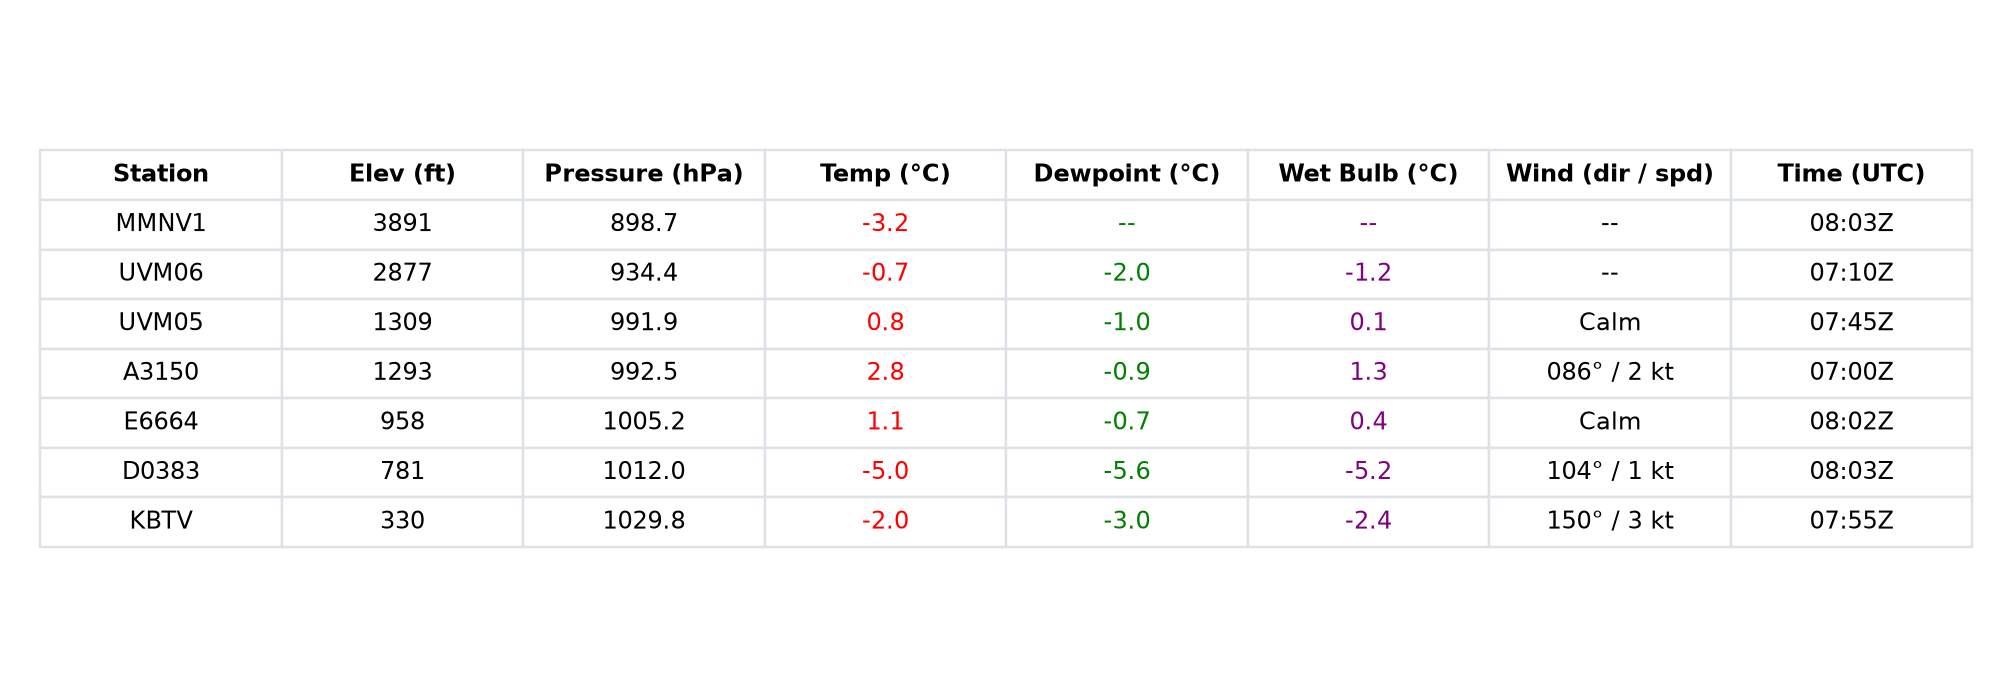 Station Elev (ft) Pressure (hPa) Temp (°C) Dewpoint (°C) Wet Bulb (°C) Wind (dir / spd) Time (UTC)
MMNV1 3891 898.7 -3.2 -- -- -- 08:03Z
UVM06 2877 934.4 -0.7 -2.0 -1.2 -- 07:10Z
UVM05 1309 991.9 0.8 -1.0 0.1 Calm 07:45Z
A3150 1293 992.5 2.8 -0.9 1.3 086° / 2 kt 07:00Z
E6664 958 1005.2 1.1 -0.7 0.4 Calm 08:02Z
D0383 781 1012.0 -5.0 -5.6 -5.2 104° / 1 kt 08:03Z
KBTV 330 1029.8 -2.0 -3.0 -2.4 150° / 3 kt 07:55Z